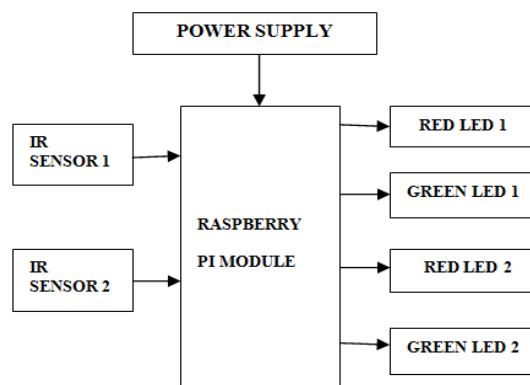 POWER SUPPLY
IR
SENSOR 1
IR
SENSOR 2
RASPBERRY
PI MODULE
RED LED 1
GREEN LED 1
RED LED 2
GREEN LED 2